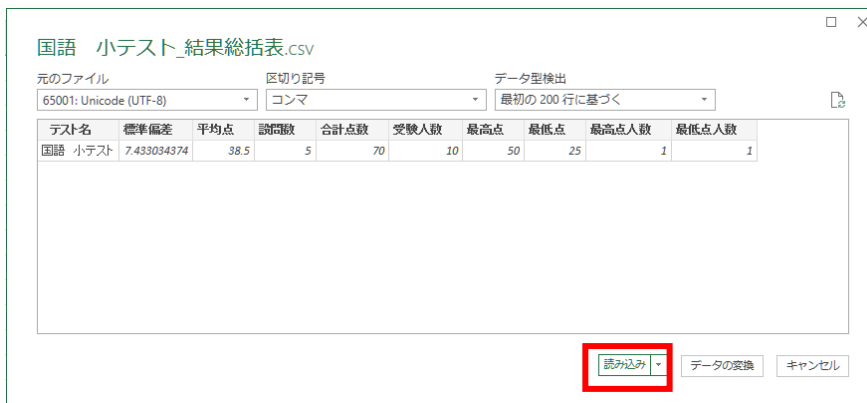 国語　小テスト_結果総括表.csv
元のファイル 区切り記号 データ型検出
65001: Unicode (UTF-8) コンマ 最初の 200 行に基づく
テスト名 標準偏差 平均点 設問数 合計点数 受験人数 最高点 最低点 最高点人数 最低点人数
国語　小テスト 7.433034374 38.5 5 70 10 50 25 1 1
読み込み データの変換 キャンセル